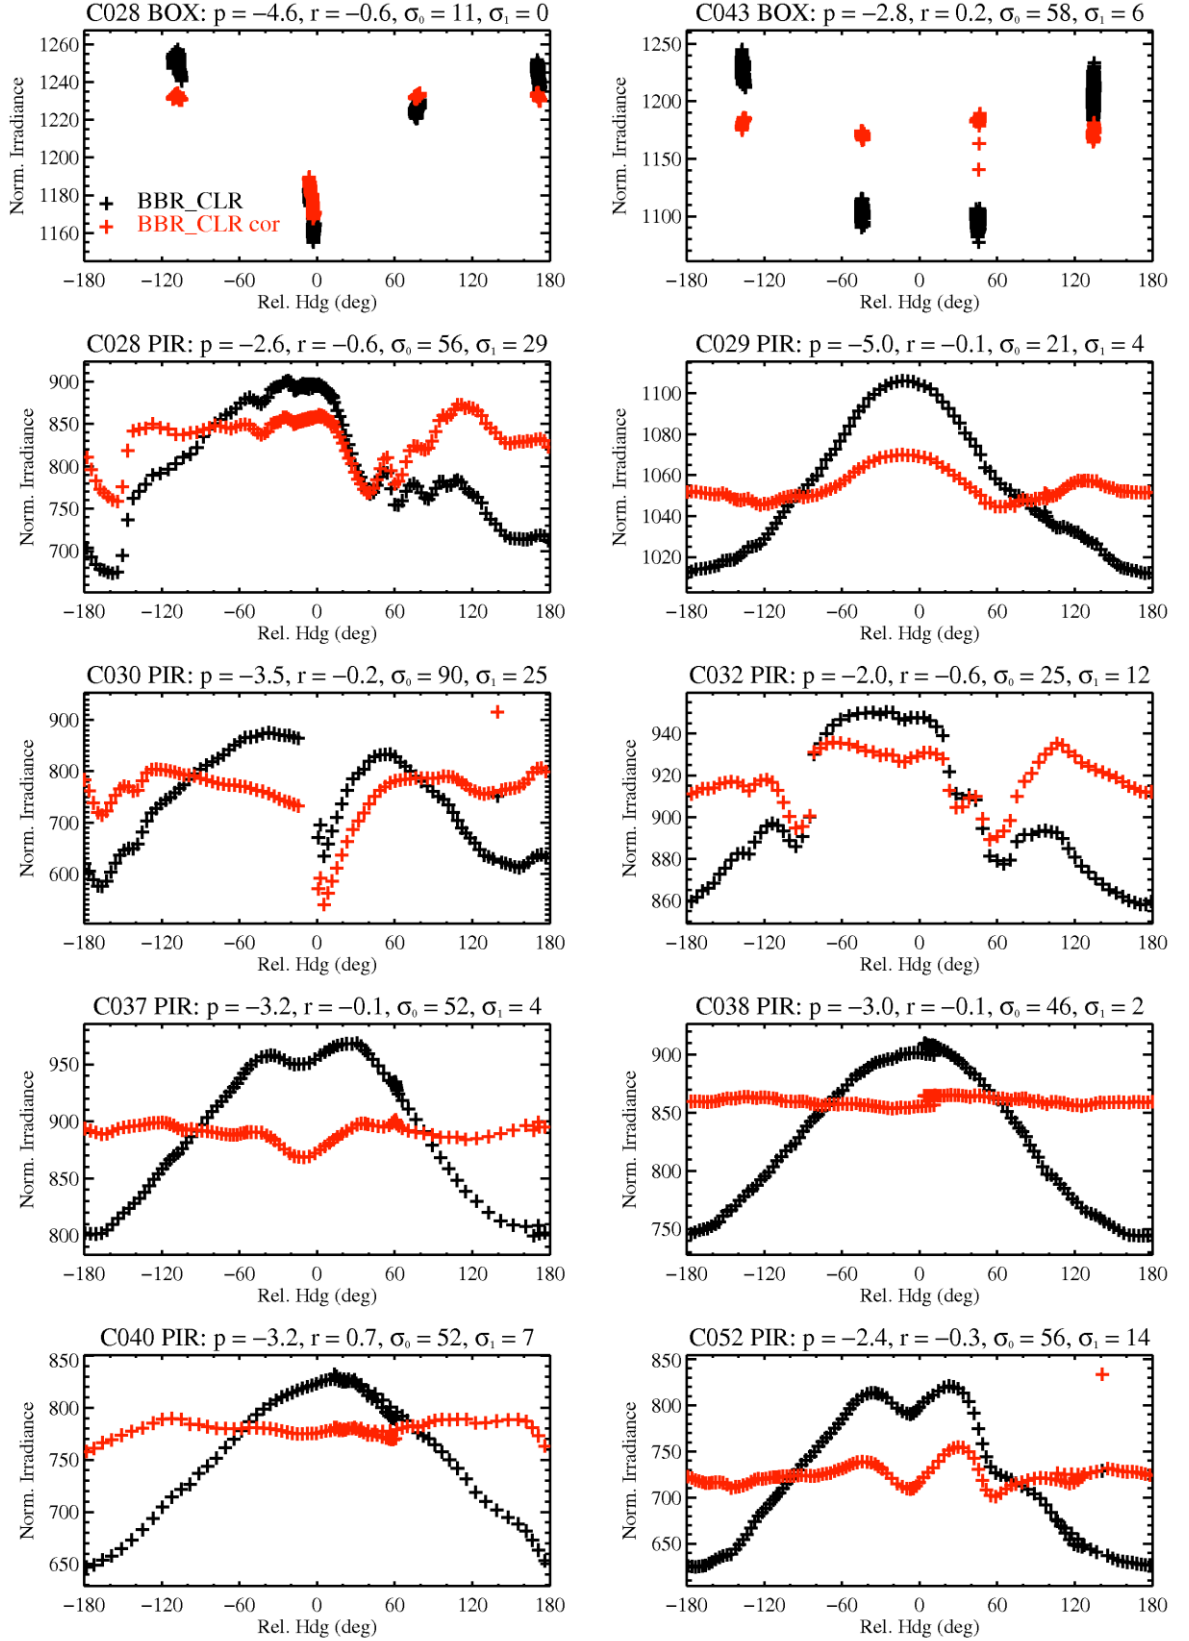 C028 BOX: p = −4.6, r = −0.6, σ₀ = 11, σ₁ = 0
Norm. Irradiance
1260
1240
1220
1200
1180
1160
BBR_CLR
BBR_CLR cor
−180 −120 −60 0 60 120 180
Rel. Hdg (deg)
C043 BOX: p = −2.8, r = 0.2, σ₀ = 58, σ₁ = 6
Norm. Irradiance
1250
1200
1150
1100
−180 −120 −60 0 60 120 180
Rel. Hdg (deg)
C028 PIR: p = −2.6, r = −0.6, σ₀ = 56, σ₁ = 29
Norm. Irradiance
900
850
800
750
700
−180 −120 −60 0 60 120 180
Rel. Hdg (deg)
C029 PIR: p = −5.0, r = −0.1, σ₀ = 21, σ₁ = 4
Norm. Irradiance
1100
1080
1060
1040
1020
−180 −120 −60 0 60 120 180
Rel. Hdg (deg)
C030 PIR: p = −3.5, r = −0.2, σ₀ = 90, σ₁ = 25
Norm. Irradiance
900
800
700
600
−180 −120 −60 0 60 120 180
Rel. Hdg (deg)
C032 PIR: p = −2.0, r = −0.6, σ₀ = 25, σ₁ = 12
Norm. Irradiance
940
920
900
880
860
−180 −120 −60 0 60 120 180
Rel. Hdg (deg)
C037 PIR: p = −3.2, r = −0.1, σ₀ = 52, σ₁ = 4
Norm. Irradiance
950
900
850
800
−180 −120 −60 0 60 120 180
Rel. Hdg (deg)
C038 PIR: p = −3.0, r = −0.1, σ₀ = 46, σ₁ = 2
Norm. Irradiance
900
850
800
750
−180 −120 −60 0 60 120 180
Rel. Hdg (deg)
C040 PIR: p = −3.2, r = 0.7, σ₀ = 52, σ₁ = 7
Norm. Irradiance
850
800
750
700
650
−180 −120 −60 0 60 120 180
Rel. Hdg (deg)
C052 PIR: p = −2.4, r = −0.3, σ₀ = 56, σ₁ = 14
Norm. Irradiance
850
800
750
700
650
−180 −120 −60 0 60 120 180
Rel. Hdg (deg)